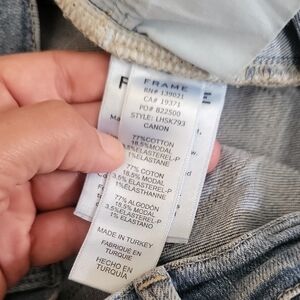 FRAME
RN# 139021
CA# 19371
PO# 822500
STYLE: LHSK793
CANON
77%COTTON
18.5%MODAL
3.5%ELASTEREL-P
1%ELASTANE
77% COTON
18.5% MODAL
3.5%ELASTEREL-P
1%ELASTHANNE
77% ALGODÓN
18.5%MODAL
3.5%ELASTEREL-P
1%ELASTANO
MADE IN TURKEY
FABRIQUÉ EN
TURQUIE
HECHO EN
TURQUÍA